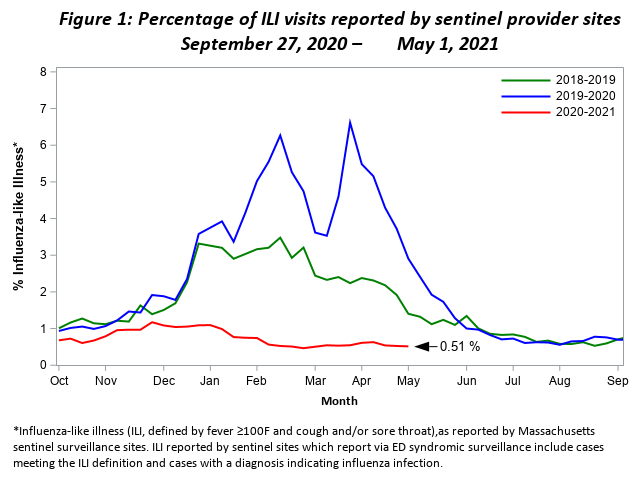 Figure 1: Percentage of ILI visits reported by sentinel provider sites
September 27, 2020 – May 1, 2021
8
7
6
5
4
3
2
1
0
% Influenza-like Illness*
2018-2019
2019-2020
2020-2021
0.51 %
Oct Nov Dec Jan Feb Mar Apr May Jun Jul Aug Sep
Month
*Influenza-like illness (ILI, defined by fever ≥100F and cough and/or sore throat),as reported by Massachusetts
sentinel surveillance sites. ILI reported by sentinel sites which report via ED syndromic surveillance include cases
meeting the ILI definition and cases with a diagnosis indicating influenza infection.